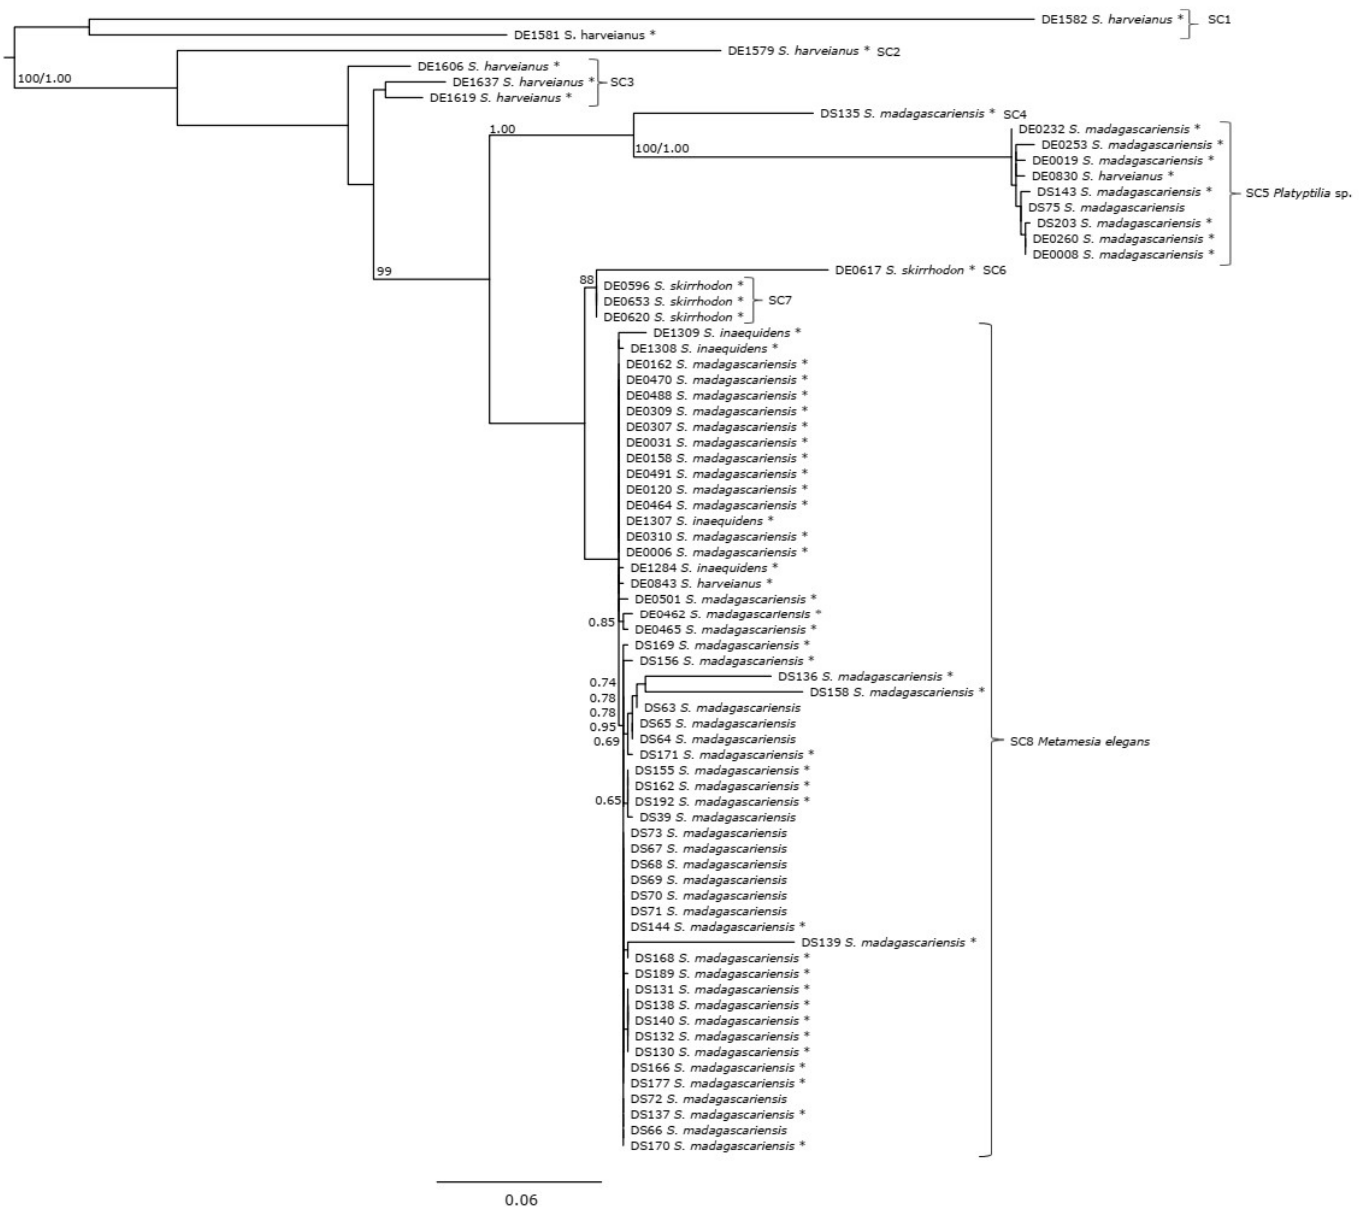 DE1582 S. harveianus * SC1
DE1581 S. harveianus *
DE1579 S. harveianus * SC2
DE1606 S. harveianus *
100/1.00
DE1637 S. harveianus * SC3
DE1619 S. harveianus *
DS135 S. madagascariensis * SC4
1.00
DE0232 S. madagascariensis *
DE0253 S. madagascariensis *
100/1.00
DE0019 S. madagascariensis *
DE0830 S. harveianus *
DS143 S. madagascariensis * SC5 Platyptilia sp.
DS75 S. madagascariensis
DS203 S. madagascariensis *
DE0260 S. madagascariensis *
DE0008 S. madagascariensis *
99
DE0617 S. skirrhodon * SC6
88
DE0596 S. skirrhodon *
DE0653 S. skirrhodon * SC7
DE0620 S. skirrhodon *
DE1309 S. inaequidens *
DE1308 S. inaequidens *
DE0162 S. madagascariensis *
DE0470 S. madagascariensis *
DE0488 S. madagascariensis *
DE0309 S. madagascariensis *
DE0307 S. madagascariensis *
DE0031 S. madagascariensis *
DE0158 S. madagascariensis *
DE0491 S. madagascariensis *
DE0120 S. madagascariensis *
DE0464 S. madagascariensis *
DE1307 S. inaequidens *
DE0310 S. madagascariensis *
DE0006 S. madagascariensis *
DE1284 S. inaequidens *
DE0843 S. harveianus *
DE0501 S. madagascariensis *
DE0462 S. madagascariensis *
0.85
DE0465 S. madagascariensis *
DS169 S. madagascariensis *
DS156 S. madagascariensis *
DS136 S. madagascariensis *
0.74
DS158 S. madagascariensis *
0.78
DS63 S. madagascariensis
0.78
DS65 S. madagascariensis
0.95
DS64 S. madagascariensis
0.69
SC8 Metamesia elegans
DS171 S. madagascariensis *
DS155 S. madagascariensis *
DS162 S. madagascariensis *
0.65
DS192 S. madagascariensis *
DS39 S. madagascariensis
DS73 S. madagascariensis
DS67 S. madagascariensis
DS68 S. madagascariensis
DS69 S. madagascariensis
DS70 S. madagascariensis
DS71 S. madagascariensis
DS144 S. madagascariensis *
DS139 S. madagascariensis *
DS168 S. madagascariensis *
DS189 S. madagascariensis *
DS131 S. madagascariensis *
DS138 S. madagascariensis *
DS140 S. madagascariensis *
DS132 S. madagascariensis *
DS130 S. madagascariensis *
DS166 S. madagascariensis *
DS177 S. madagascariensis *
DS72 S. madagascariensis
DS137 S. madagascariensis *
DS66 S. madagascariensis
DS170 S. madagascariensis *
0.06